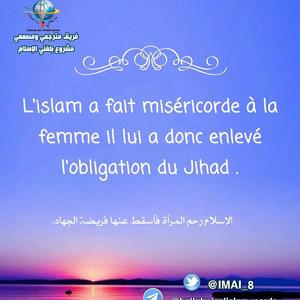 فريق مترجمي ومصممي
مشروع بلغني الإسلام
L'islam a fait miséricorde à la
femme il lui a donc enlevé
l'obligation du Jihad .
الإسلام رحم المرأة فأسقط عنها فريضة الجهاد.
@IMAI_8